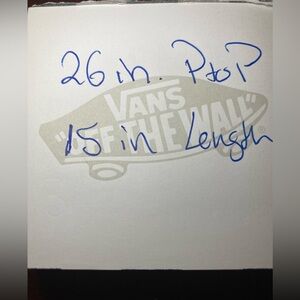 26 in. PtoP
VANS
15 in Length
"OFF THE WALL"